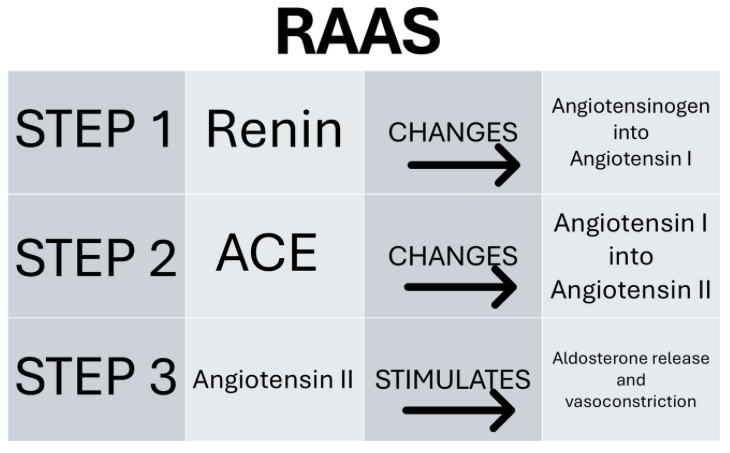 RAAS
STEP 1
Renin
CHANGES
Angiotensinogen
into
Angiotensin I
STEP 2
ACE
CHANGES
Angiotensin I
into
Angiotensin II
STEP 3
Angiotensin II
STIMULATES
Aldosterone release
and
vasoconstriction